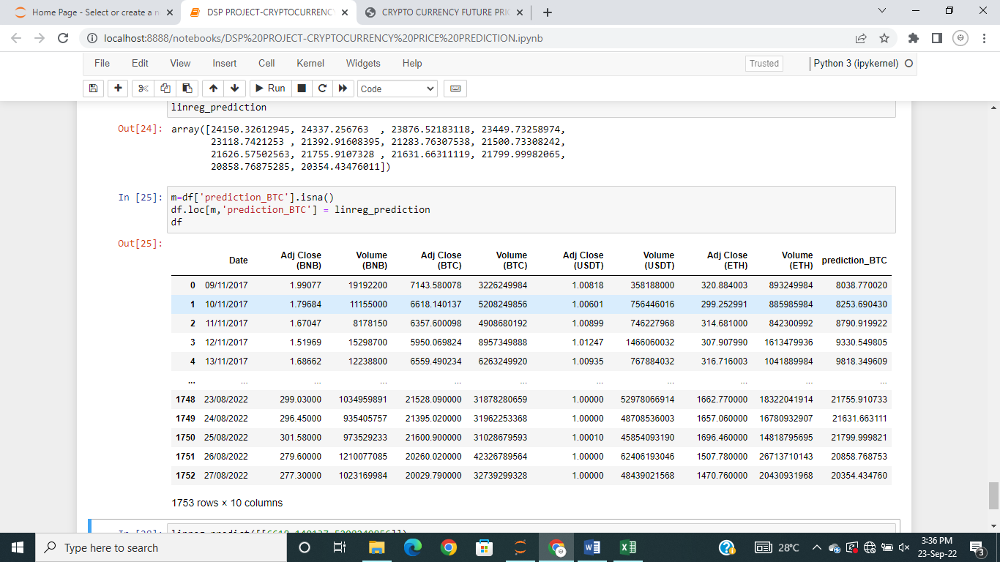 Home Page - Select or create a n
DSP PROJECT-CRYPTOCURRENCY
CRYPTO CURRENCY FUTURE PRI
localhost:8888/notebooks/DSP%20PROJECT-CRYPTOCURRENCY%20PRICE%20PREDICTION.ipynb
File Edit View Insert Cell Kernel Widgets Help Trusted Python 3 (ipykernel)
Run Code
linreg_prediction
Out[24]: array([24150.32612945, 24337.256763  , 23876.52183118, 23449.73258974,
23118.7421253 , 21392.91608395, 21283.76307538, 21500.73308242,
21626.57502563, 21755.9107328 , 21631.66311119, 21799.99982065,
20858.76875285, 20354.43476011])
In [25]: m=df['prediction_BTC'].isna()
df.loc[m,'prediction_BTC'] = linreg_prediction
df
Out[25]:
Date Adj Close (BNB) Volume (BNB) Adj Close (BTC) Volume (BTC) Adj Close (USDT) Volume (USDT) Adj Close (ETH) Volume (ETH) prediction_BTC
0 09/11/2017 1.99077 19192200 7143.580078 3226249984 1.00818 358188000 320.884003 893249984 8038.770020
1 10/11/2017 1.79684 11155000 6618.140137 5208249856 1.00601 756446016 299.252991 885985984 8253.690430
2 11/11/2017 1.67047 8178150 6357.600098 4908680192 1.00899 746227968 314.681000 842300992 8790.919922
3 12/11/2017 1.51969 15298700 5950.069824 8957349888 1.01247 1466060032 307.907990 1613479936 9330.549805
4 13/11/2017 1.68662 12238800 6559.490234 6263249920 1.00935 767884032 316.716003 1041889984 9818.349609
... ... ... ... ... ... ... ... ... ... ...
1748 23/08/2022 299.03000 1034959891 21528.090000 31878280659 1.00000 52978066914 1662.770000 18322041914 21755.910733
1749 24/08/2022 296.45000 935405757 21395.020000 31962253368 1.00000 48708536003 1657.060000 16780932907 21631.663111
1750 25/08/2022 301.58000 973529233 21600.900000 31028679593 1.00010 45854093190 1696.460000 14818795695 21799.999821
1751 26/08/2022 279.60000 1210077085 20260.020000 42326789564 1.00000 62406193046 1507.780000 26713710143 20858.768753
1752 27/08/2022 277.30000 1023169984 20029.790000 32739299328 1.00000 48439021568 1470.760000 20430931968 20354.434760
1753 rows × 10 columns
Type here to search
28°C
3:36 PM
23-Sep-22
3